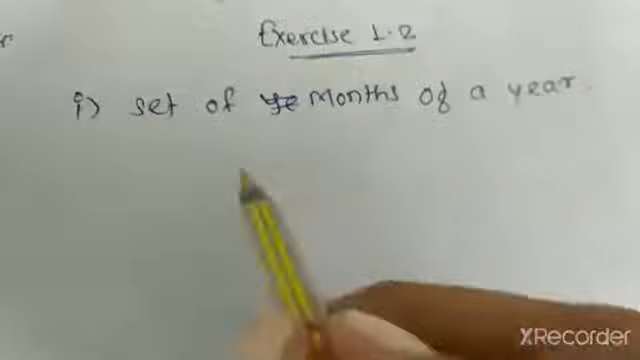 Exercise 1.2
i) set of Months of a year.
XRecorder